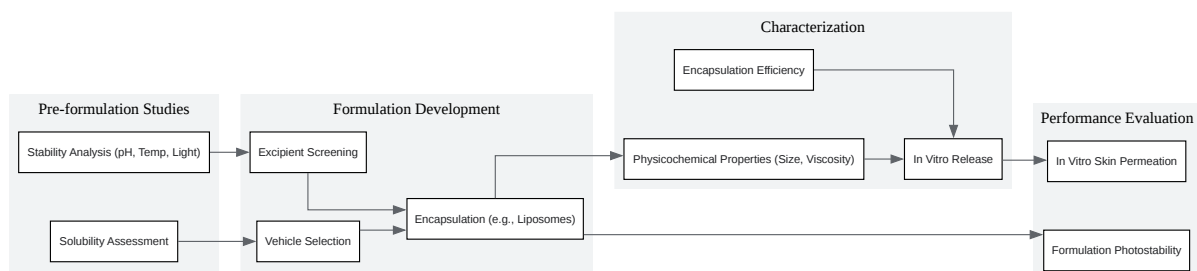 Pre-formulation Studies
Stability Analysis (pH, Temp, Light)
Solubility Assessment
Formulation Development
Excipient Screening
Vehicle Selection
Encapsulation (e.g., Liposomes)
Characterization
Encapsulation Efficiency
Physicochemical Properties (Size, Viscosity)
In Vitro Release
Performance Evaluation
In Vitro Skin Permeation
Formulation Photostability